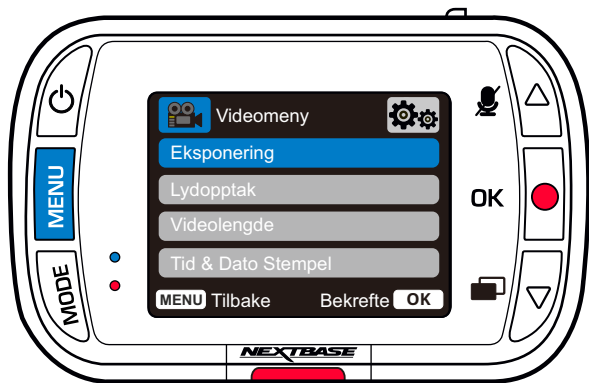 Videomeny
Eksponering
Lydopptak
Videolengde
Tid & Dato Stempel
MENU Tilbake Bekrefte OK
MENU
MODE
OK
NEXTBASE